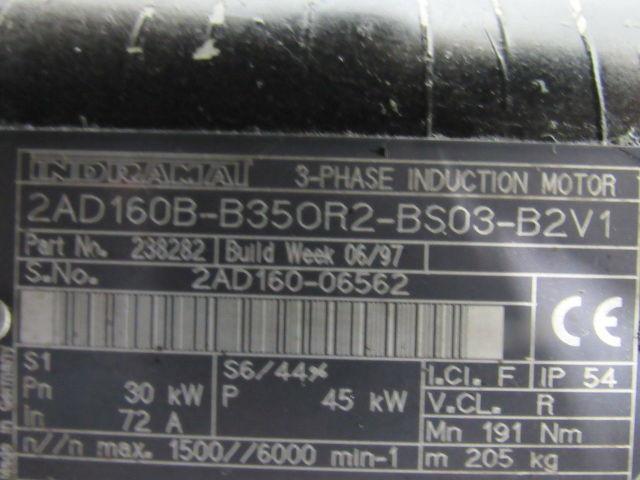 INDRAMAT 3-PHASE INDUCTION MOTOR
2AD160B-B350R2-BS03-B2V1
Part No. 238282 Build Week 06/97
S.No. 2AD160-06562
CE
S1 S6/44% I.Cl. F IP 54
Pn 30 kW P 45 kW V.CL. R
In 72 A Mn 191 Nm
n//n max. 1500//6000 min-1 m 205 kg
Made in Germany